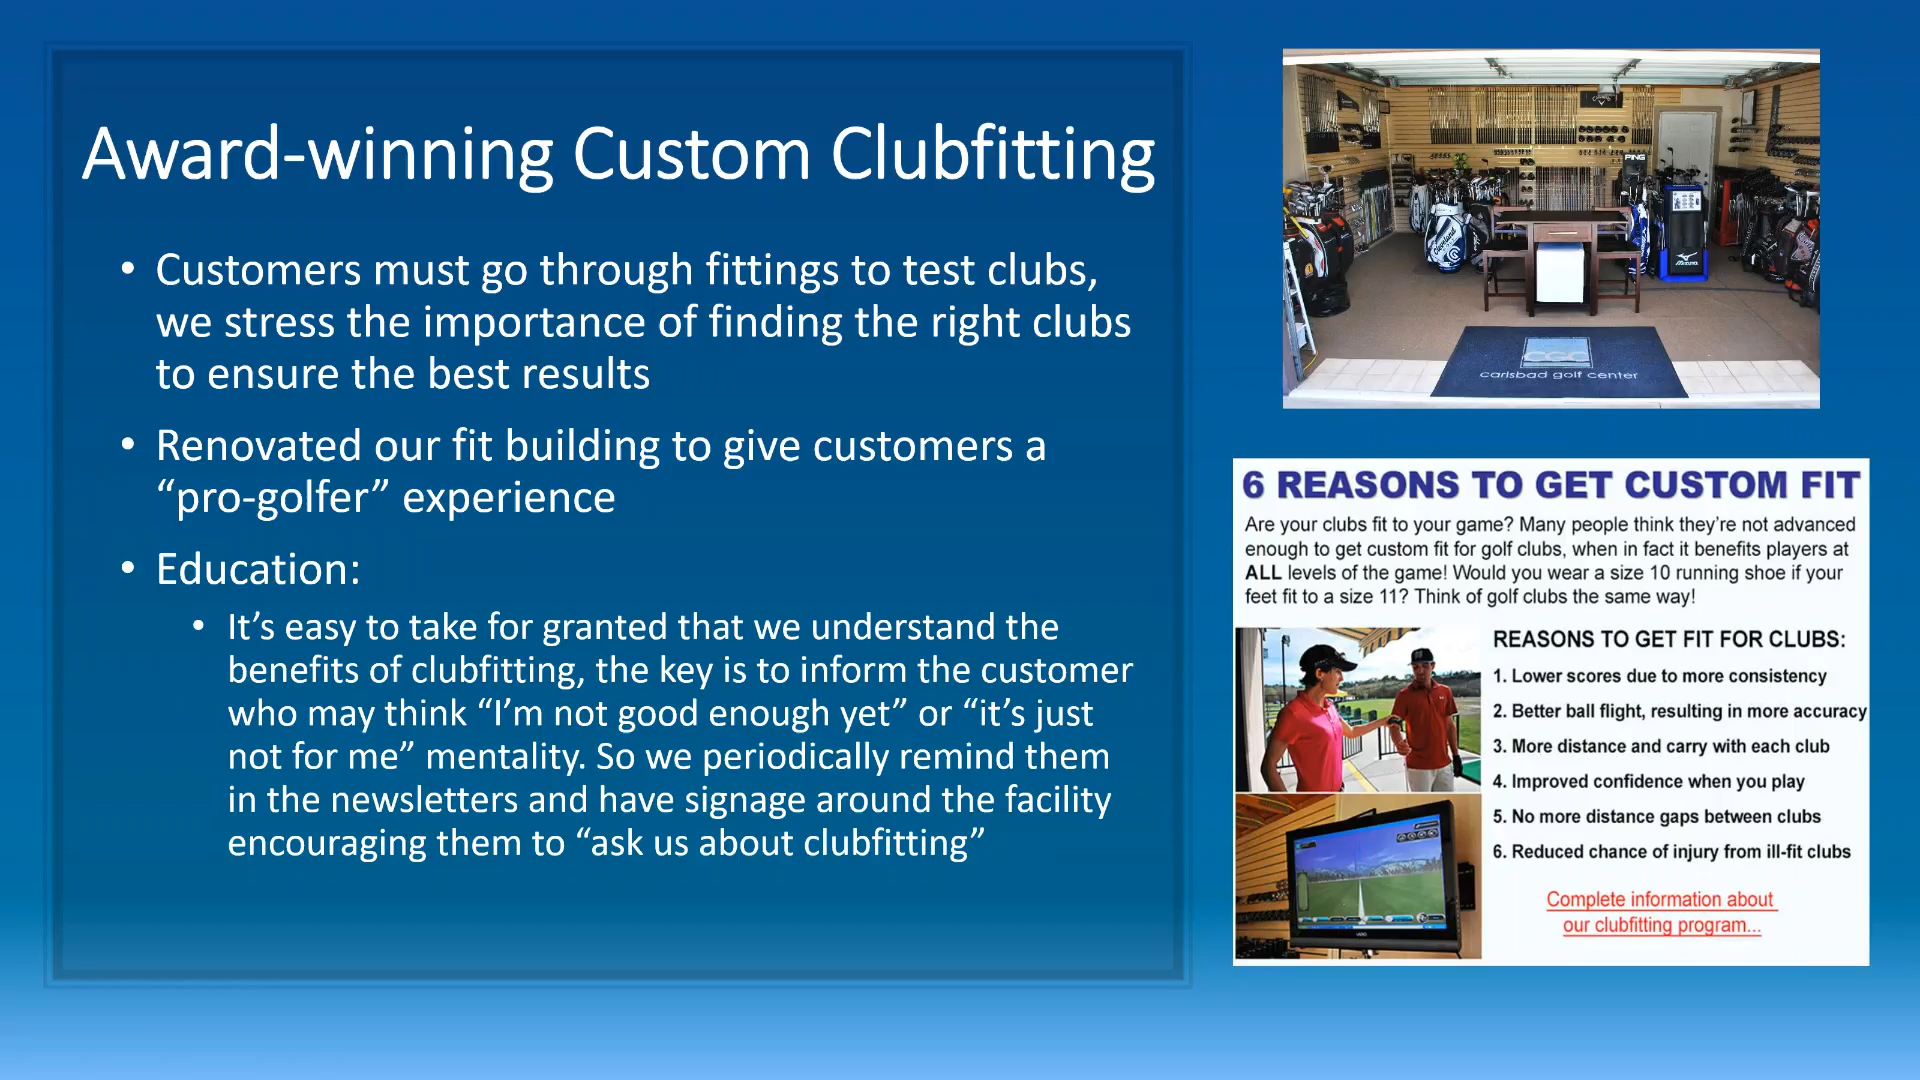 Award-winning Custom Clubfitting
• Customers must go through fittings to test clubs,
we stress the importance of finding the right clubs
to ensure the best results
• Renovated our fit building to give customers a
“pro-golfer” experience
• Education:
• It’s easy to take for granted that we understand the
benefits of clubfitting, the key is to inform the customer
who may think “I’m not good enough yet” or “it’s just
not for me” mentality. So we periodically remind them
in the newsletters and have signage around the facility
encouraging them to “ask us about clubfitting”
PING
Cleveland
MIZUNO
CGC
carlsbad golf center
6 REASONS TO GET CUSTOM FIT
Are your clubs fit to your game? Many people think they’re not advanced
enough to get custom fit for golf clubs, when in fact it benefits players at
ALL levels of the game! Would you wear a size 10 running shoe if your
feet fit to a size 11? Think of golf clubs the same way!
REASONS TO GET FIT FOR CLUBS:
1. Lower scores due to more consistency
2. Better ball flight, resulting in more accuracy
3. More distance and carry with each club
4. Improved confidence when you play
5. No more distance gaps between clubs
6. Reduced chance of injury from ill-fit clubs
Complete information about
our clubfitting program...